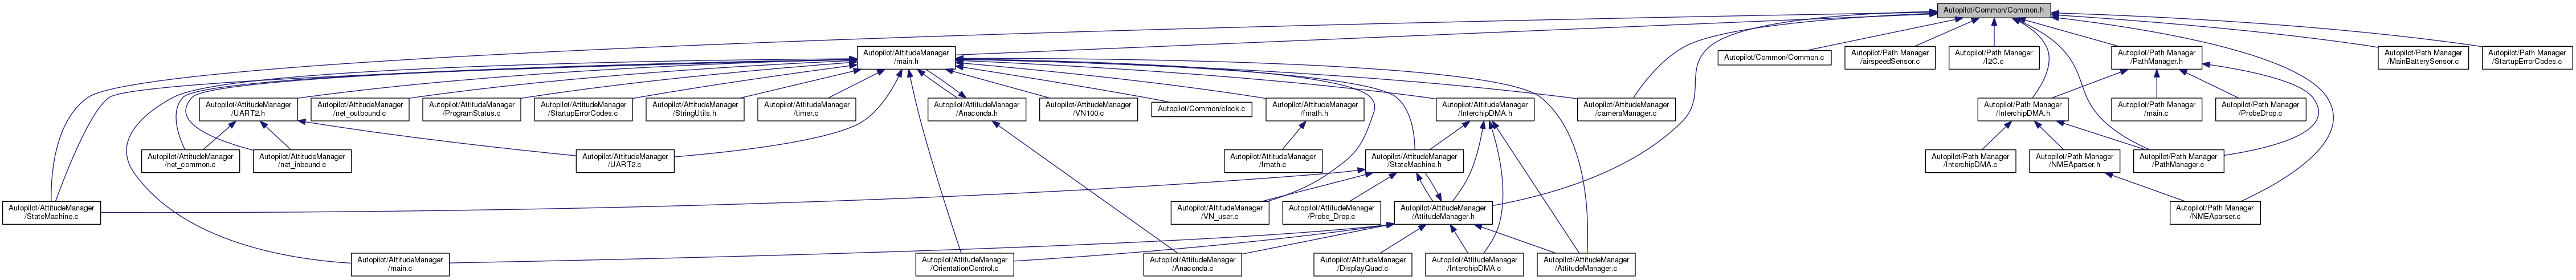 Autopilot/Common/Common.h
Autopilot/AttitudeManager
/main.h
Autopilot/Common/Common.c
Autopilot/Path Manager
/airspeedSensor.c
Autopilot/Path Manager
/I2C.c
Autopilot/Path Manager
/PathManager.h
Autopilot/Path Manager
/MainBatterySensor.c
Autopilot/Path Manager
/StartupErrorCodes.c
Autopilot/AttitudeManager
/UART2.h
Autopilot/AttitudeManager
/net_outbound.c
Autopilot/AttitudeManager
/ProgramStatus.c
Autopilot/AttitudeManager
/StartupErrorCodes.c
Autopilot/AttitudeManager
/StringUtils.h
Autopilot/AttitudeManager
/timer.c
Autopilot/AttitudeManager
/Anaconda.h
Autopilot/AttitudeManager
/VN100.c
Autopilot/Common/clock.c
Autopilot/AttitudeManager
/fmath.h
Autopilot/AttitudeManager
/InterchipDMA.h
Autopilot/AttitudeManager
/cameraManager.c
Autopilot/Path Manager
/InterchipDMA.h
Autopilot/Path Manager
/main.c
Autopilot/Path Manager
/ProbeDrop.c
Autopilot/AttitudeManager
/net_common.c
Autopilot/AttitudeManager
/net_inbound.c
Autopilot/AttitudeManager
/UART2.c
Autopilot/AttitudeManager
/fmath.c
Autopilot/AttitudeManager
/StateMachine.h
Autopilot/Path Manager
/InterchipDMA.c
Autopilot/Path Manager
/NMEAparser.h
Autopilot/Path Manager
/PathManager.c
Autopilot/AttitudeManager
/StateMachine.c
Autopilot/AttitudeManager
/VN_user.c
Autopilot/AttitudeManager
/Probe_Drop.c
Autopilot/AttitudeManager
/AttitudeManager.h
Autopilot/Path Manager
/NMEAparser.c
Autopilot/AttitudeManager
/main.c
Autopilot/AttitudeManager
/OrientationControl.c
Autopilot/AttitudeManager
/Anaconda.c
Autopilot/AttitudeManager
/DisplayQuad.c
Autopilot/AttitudeManager
/InterchipDMA.c
Autopilot/AttitudeManager
/AttitudeManager.c